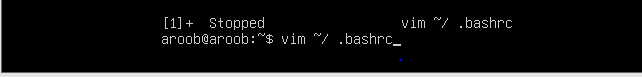 [1]+  Stopped                 vim ~/ .bashrc
aroob@aroob:~$ vim ~/ .bashrc_